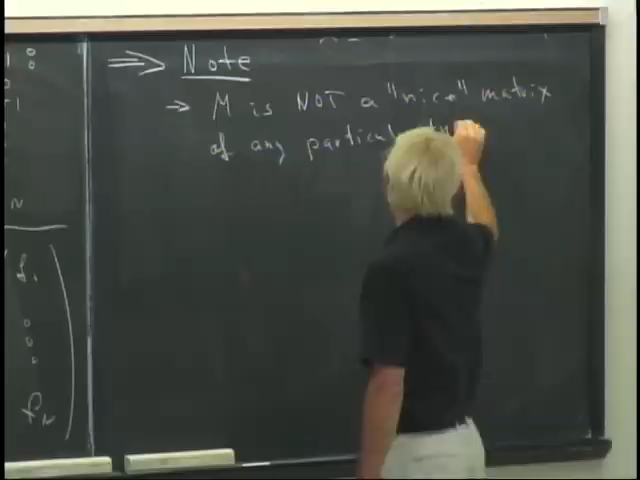 ⇒ Note
→ M is NOT a "nice" matrix
of any particul
N
f₁
f_N